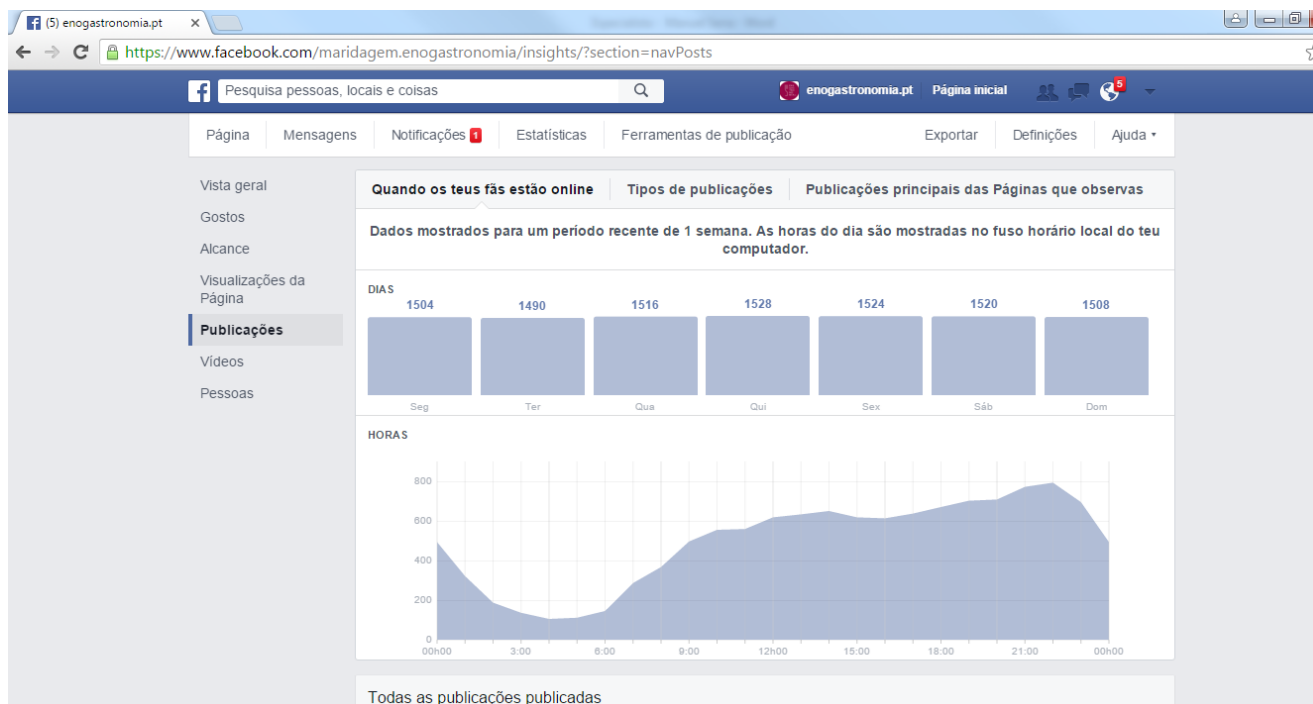 (5) enogastronomia.pt
https://www.facebook.com/maridagem.enogastronomia/insights/?section=navPosts
Pesquisa pessoas, locais e coisas
enogastronomia.pt Página inicial 5
Página Mensagens Notificações 1 Estatísticas Ferramentas de publicação Exportar Definições Ajuda
Vista geral
Gostos
Alcance
Visualizações da
Página
Publicações
Vídeos
Pessoas
Quando os teus fãs estão online Tipos de publicações Publicações principais das Páginas que observas
Dados mostrados para um período recente de 1 semana. As horas do dia são mostradas no fuso horário local do teu
computador.
DIAS
1504 1490 1516 1528 1524 1520 1508
Seg Ter Qua Qui Sex Sáb Dom
HORAS
800
600
400
200
0
00h00 3:00 6:00 9:00 12h00 15:00 18:00 21:00 00h00
Todas as publicações publicadas